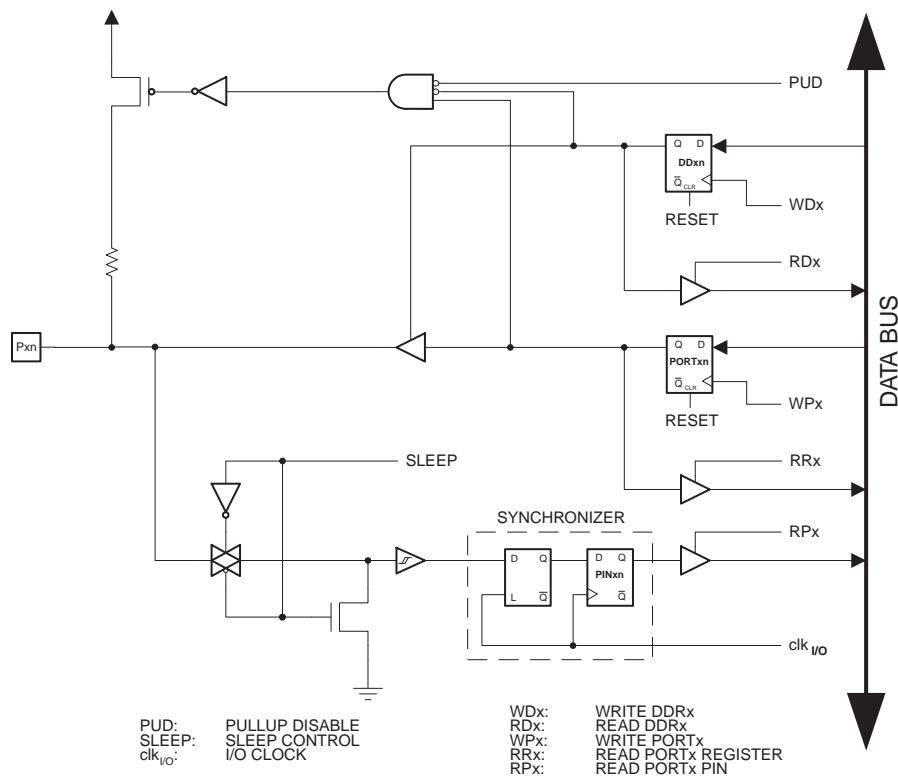 PUD
Q D
DDxn
Q CLR
WDx
RESET
RDx
DATA BUS
Pxn
Q D
PORTxn
Q CLR
WPx
RESET
RRx
SLEEP
SYNCHRONIZER
RPx
D Q
L Q
D Q
PINxn
Q
clk I/O
PUD: PULLUP DISABLE
SLEEP: SLEEP CONTROL
clkI/O: I/O CLOCK
WDx: WRITE DDRx
RDx: READ DDRx
WPx: WRITE PORTx
RRx: READ PORTx REGISTER
RPx: READ PORTx PIN